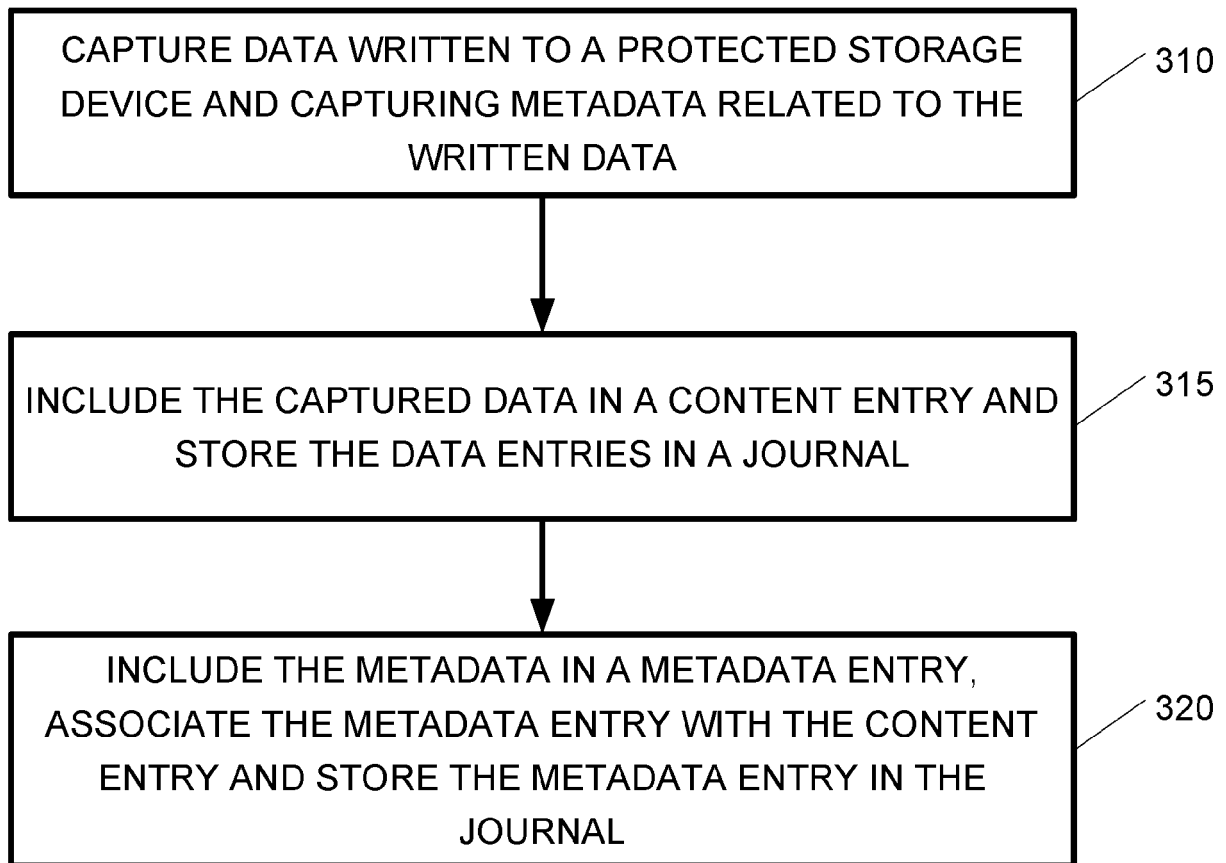 CAPTURE DATA WRITTEN TO A PROTECTED STORAGE
DEVICE AND CAPTURING METADATA RELATED TO THE
WRITTEN DATA
310
INCLUDE THE CAPTURED DATA IN A CONTENT ENTRY AND
STORE THE DATA ENTRIES IN A JOURNAL
315
INCLUDE THE METADATA IN A METADATA ENTRY,
ASSOCIATE THE METADATA ENTRY WITH THE CONTENT
ENTRY AND STORE THE METADATA ENTRY IN THE
JOURNAL
320